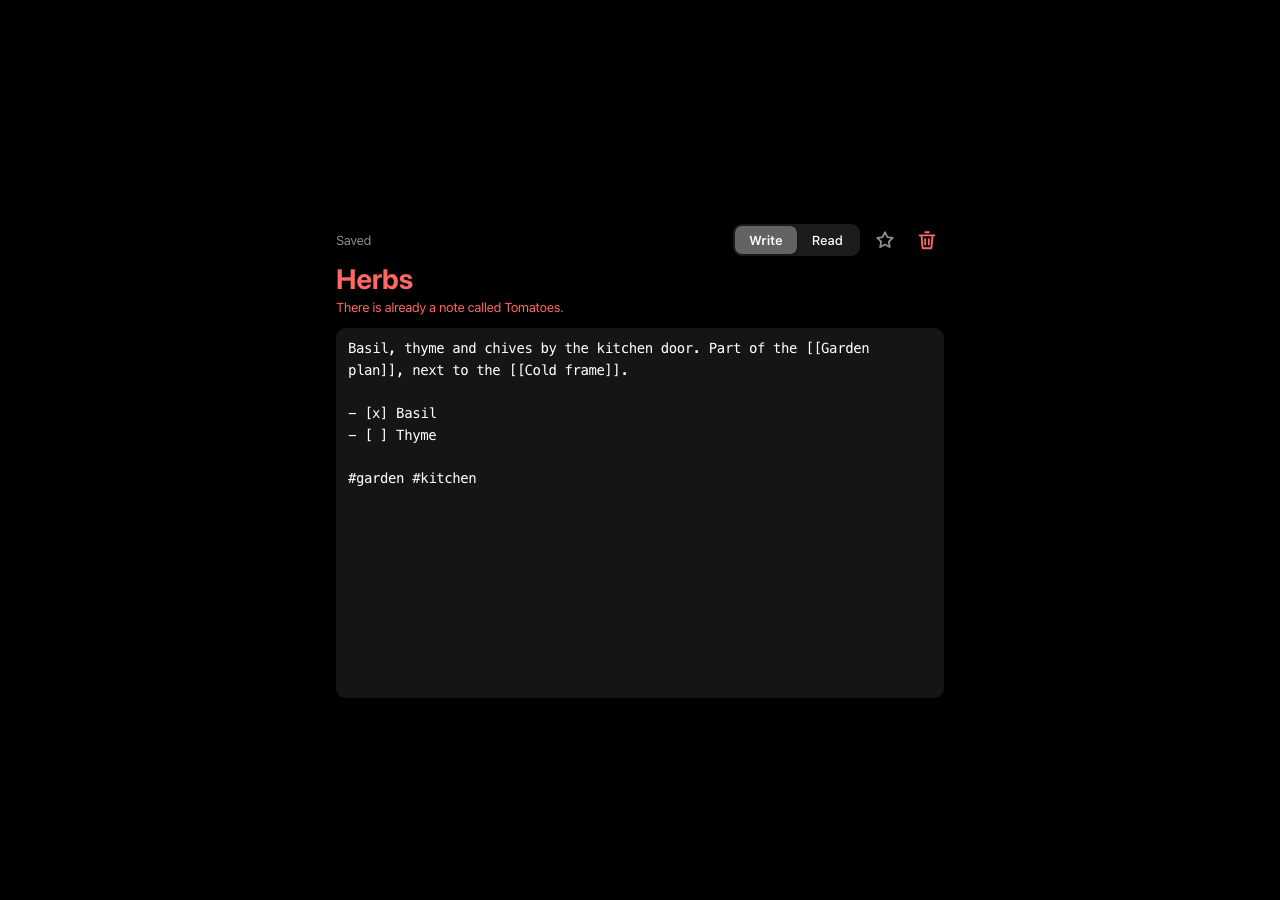 Saved
Write
Read
Herbs
There is already a note called Tomatoes.
Basil, thyme and chives by the kitchen door. Part of the [[Garden
plan]], next to the [[Cold frame]].
- [x] Basil
- [ ] Thyme
#garden #kitchen